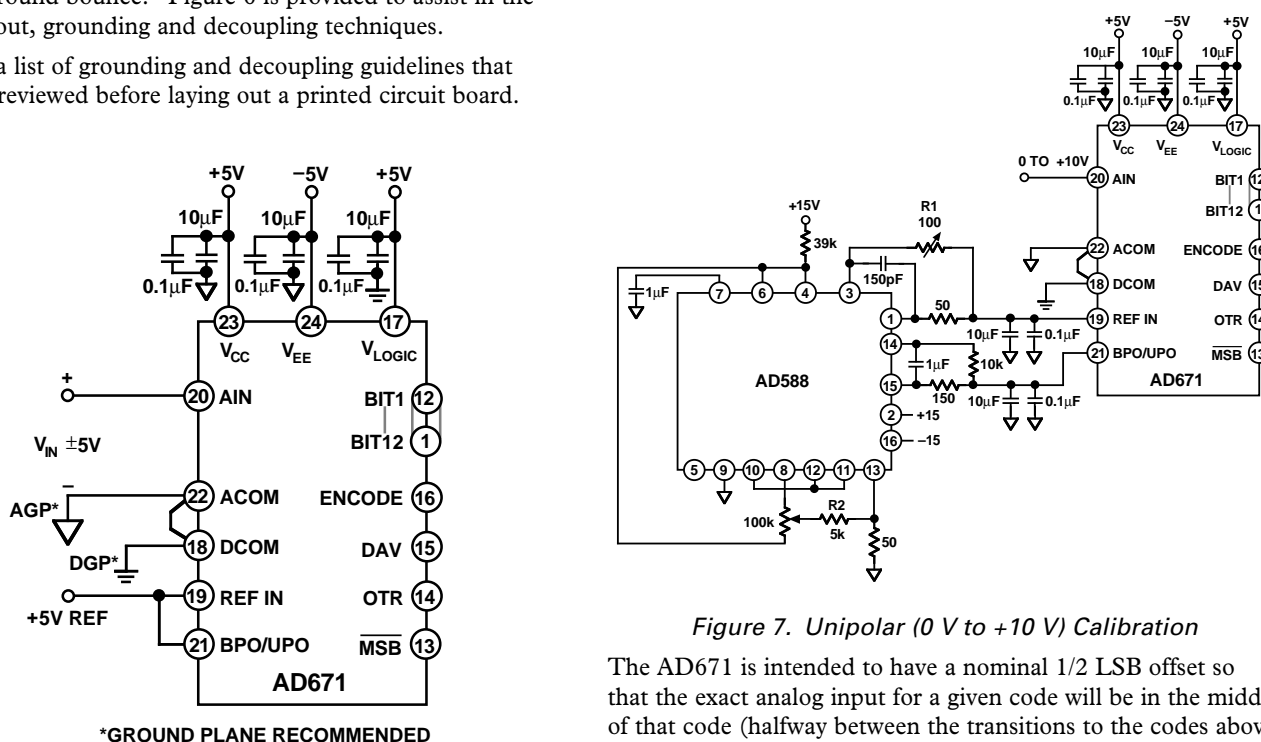 out, grounding and decoupling techniques.
a list of grounding and decoupling guidelines that
reviewed before laying out a printed circuit board.
+5V −5V +5V
10µF 10µF 10µF
0.1µF 0.1µF 0.1µF
23 24 17
VCC VEE VLOGIC
+
20 AIN
BIT1 12
VIN ±5V
BIT12 1
−
AGP*
22 ACOM
ENCODE 16
DGP*
18 DCOM
DAV 15
+5V REF
19 REF IN
OTR 14
21 BPO/UPO
MSB 13
AD671
*GROUND PLANE RECOMMENDED
+5V −5V +5V
10µF 10µF 10µF
0.1µF 0.1µF 0.1µF
23 24 17
VCC VEE VLOGIC
0 TO +10V
20 AIN
BIT1 12
BIT12 1
22 ACOM
ENCODE 16
18 DCOM
DAV 15
19 REF IN
OTR 14
21 BPO/UPO
MSB 13
AD671
+15V
39k
R1
100
150pF
1µF
7 6 4 3
1
50
10µF 0.1µF
14
1µF
10k
15
150
10µF 0.1µF
2 +15
16 −15
AD588
5 9 10 8 12 11 13
100k
R2
5k
50
Figure 7. Unipolar (0 V to +10 V) Calibration
The AD671 is intended to have a nominal 1/2 LSB offset so
that the exact analog input for a given code will be in the midd
of that code (halfway between the transitions to the codes abov